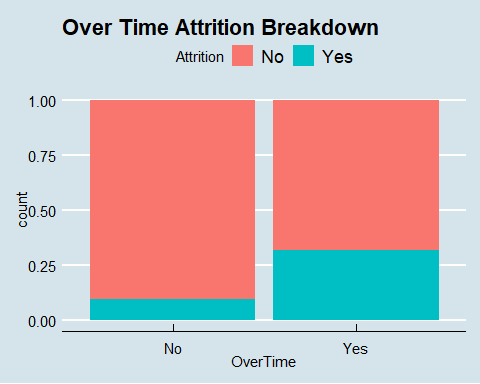 Over Time Attrition Breakdown
Attrition No Yes
1.00
0.75
0.50
0.25
0.00
count
No Yes
OverTime